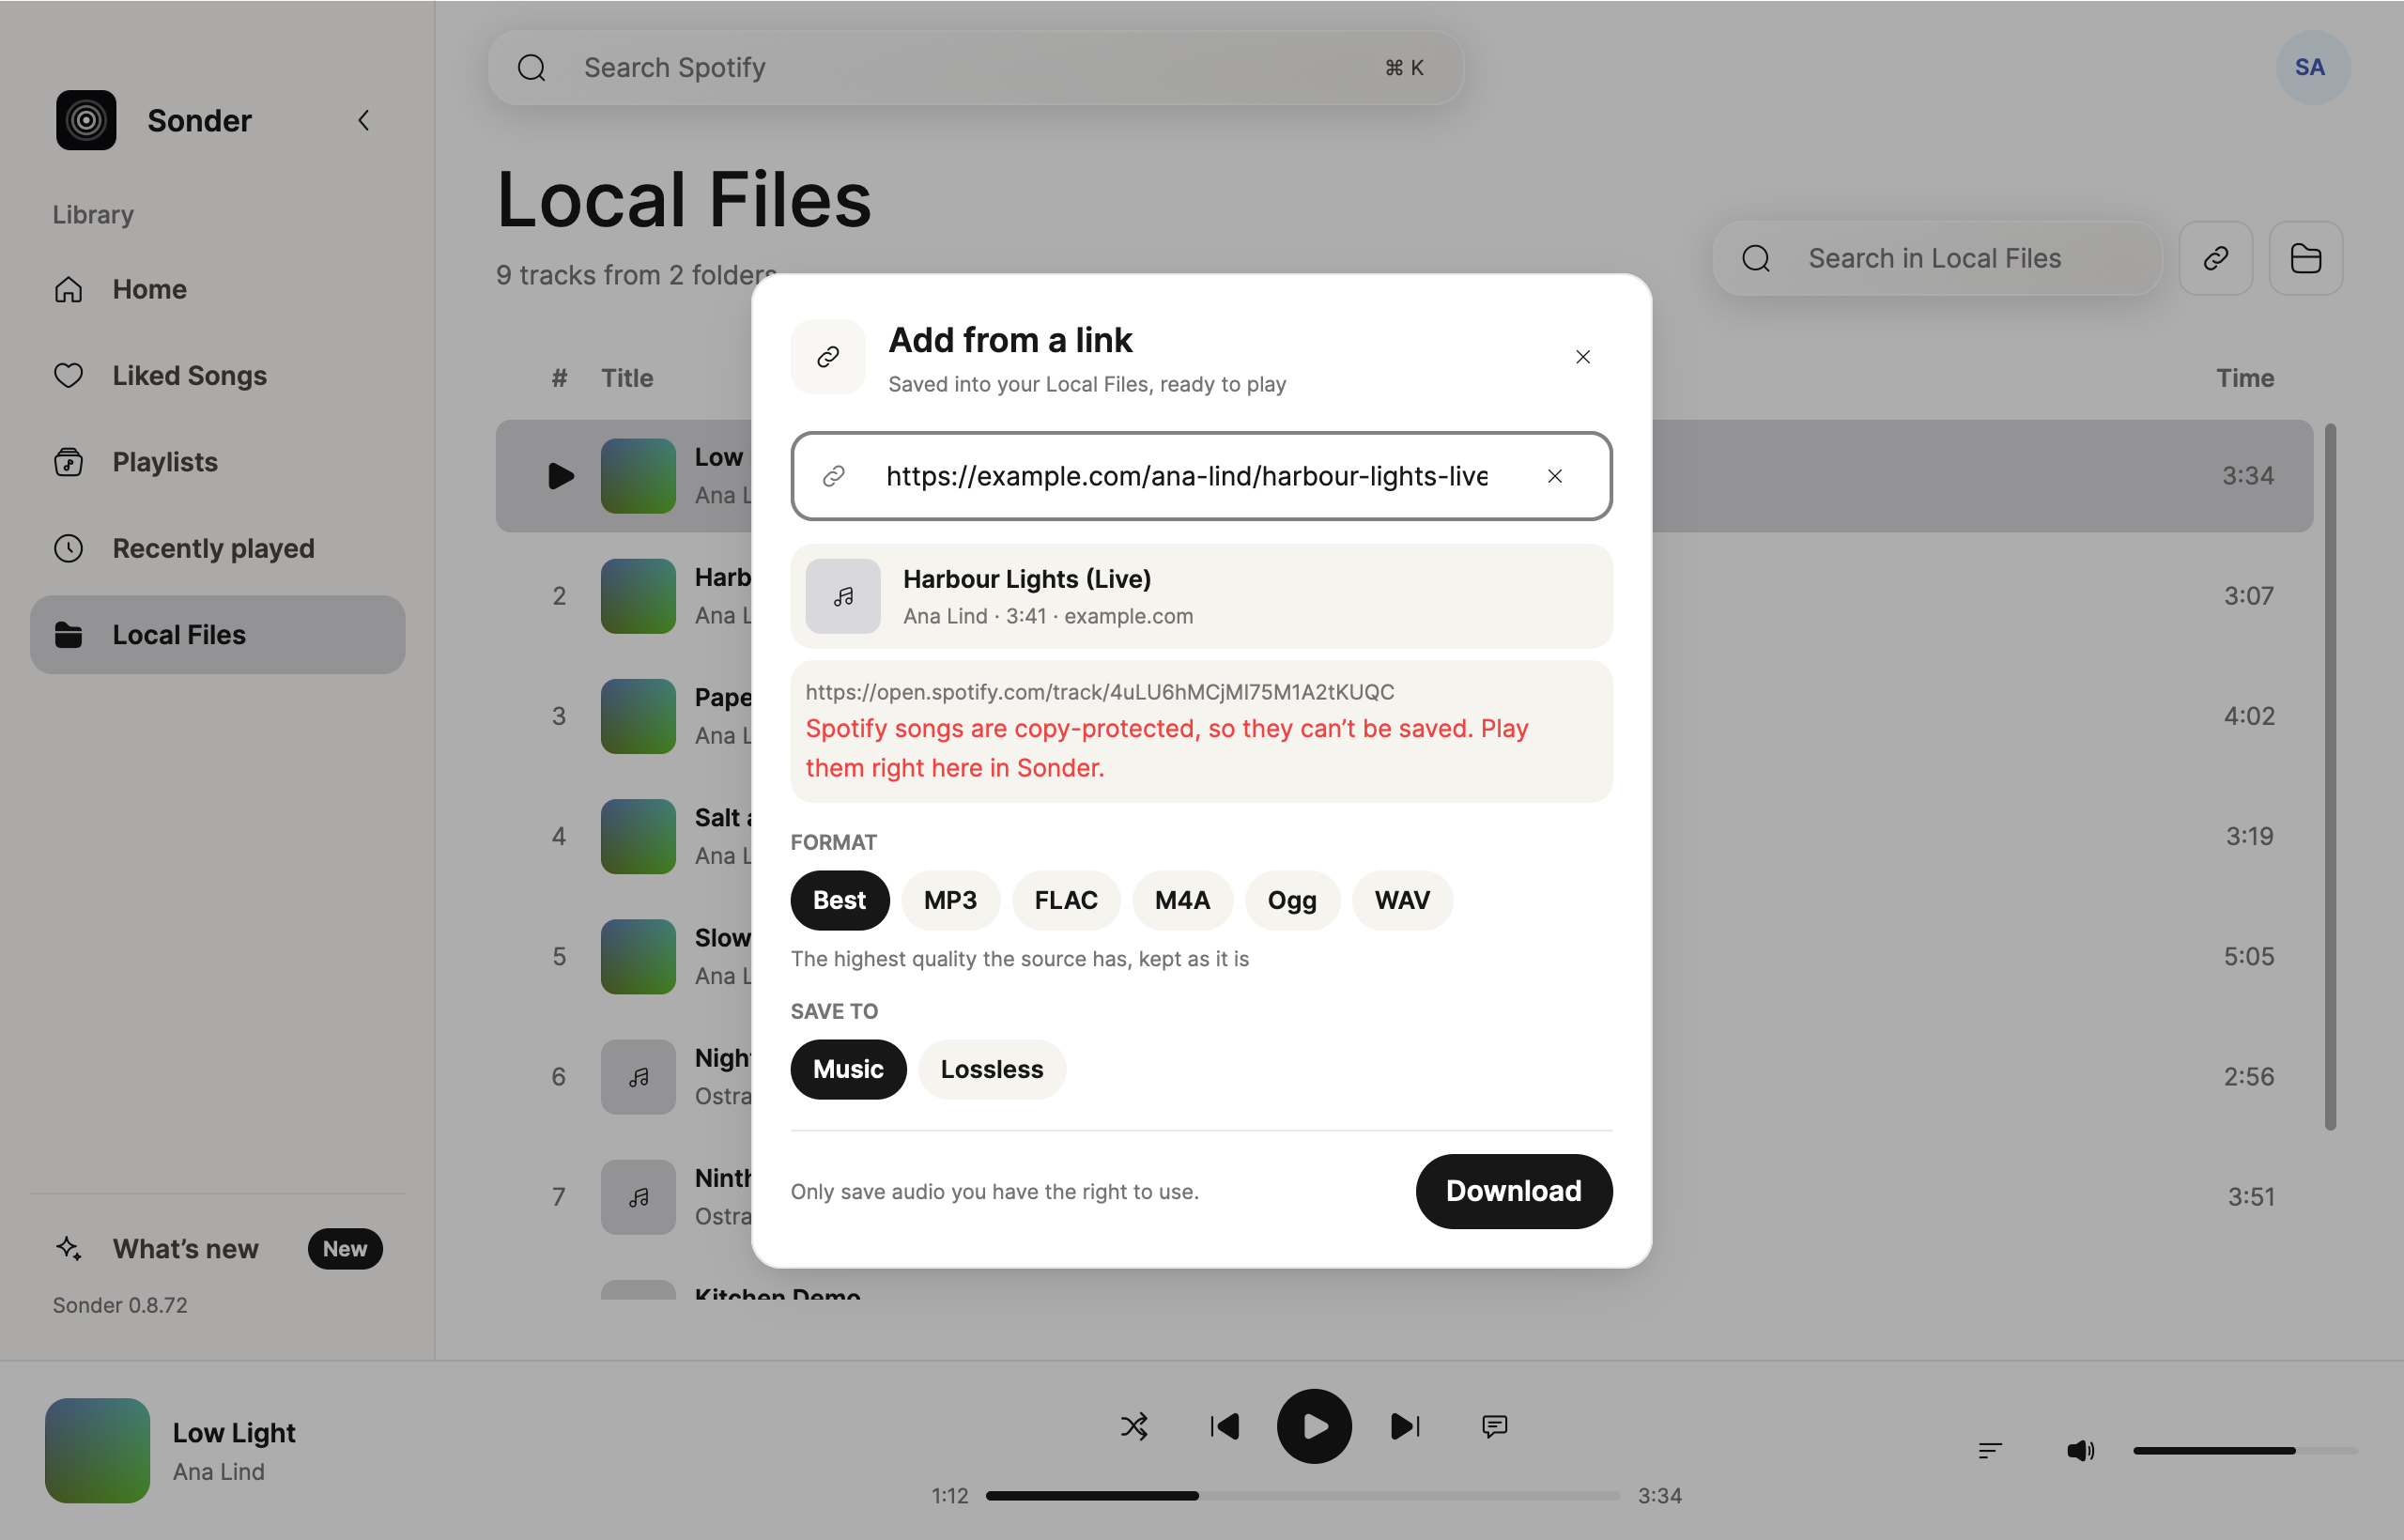 Search Spotify
⌘ K
SA
Sonder
Library
Home
Liked Songs
Playlists
Recently played
Local Files
What's new
New
Sonder 0.8.72
Local Files
9 tracks from 2 folders
Search in Local Files
# Title Time
Low
Ana L
3:34
2
Harb
Ana L
3:07
3
Pape
Ana L
4:02
4
Salt a
Ana L
3:19
5
Slow
Ana L
5:05
6
Nigh
Ostra
2:56
7
Ninth
Ostra
3:51
Kitchen Demo
Add from a link
Saved into your Local Files, ready to play
https://example.com/ana-lind/harbour-lights-live
Harbour Lights (Live)
Ana Lind · 3:41 · example.com
https://open.spotify.com/track/4uLU6hMCjMI75M1A2tKUQC
Spotify songs are copy-protected, so they can’t be saved. Play
them right here in Sonder.
FORMAT
Best MP3 FLAC M4A Ogg WAV
The highest quality the source has, kept as it is
SAVE TO
Music Lossless
Only save audio you have the right to use.
Download
Low Light
Ana Lind
1:12
3:34